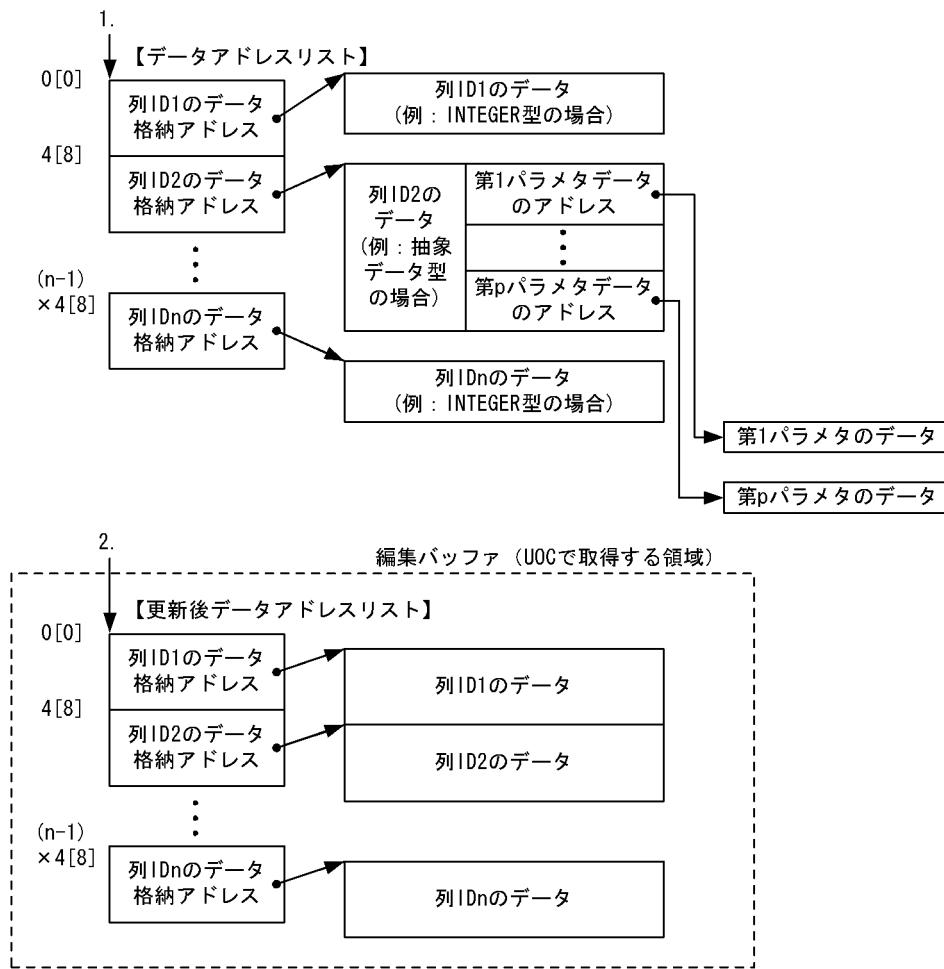 1.
【データアドレスリスト】
0[0]
列ID1のデータ
格納アドレス
列ID1のデータ
(例：INTEGER型の場合)
4[8]
列ID2のデータ
格納アドレス
列ID2の
データ
(例：抽象
データ型
の場合)
第1パラメタデータ
のアドレス
第pパラメタデータ
のアドレス
(n-1)
×4[8]
列IDnのデータ
格納アドレス
列IDnのデータ
(例：INTEGER型の場合)
第1パラメタのデータ
第pパラメタのデータ
2.
編集バッファ（UOCで取得する領域）
【更新後データアドレスリスト】
0[0]
列ID1のデータ
格納アドレス
列ID1のデータ
4[8]
列ID2のデータ
格納アドレス
列ID2のデータ
(n-1)
×4[8]
列IDnのデータ
格納アドレス
列IDnのデータ